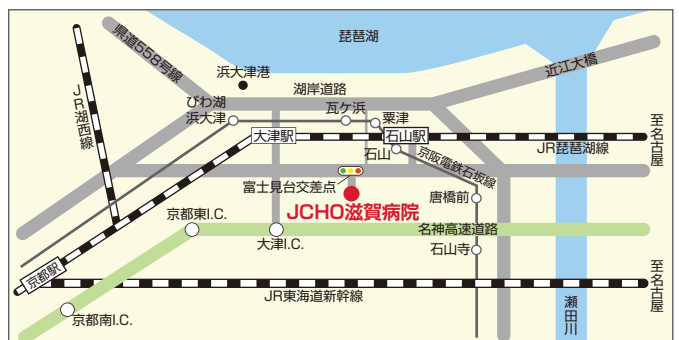 琵琶湖
県道558号線
浜大津港
近江大橋
湖岸道路
JR湖西線
びわ湖
浜大津
瓦ケ浜
粟津
大津駅
石山駅
石山
JR琵琶湖線
至名古屋
京阪電鉄石坂線
富士見台交差点
唐橋前
JCHO滋賀病院
京都東I.C.
大津I.C.
名神高速道路
石山寺
京都駅
至名古屋
JR東海道新幹線
瀬田川
京都南I.C.